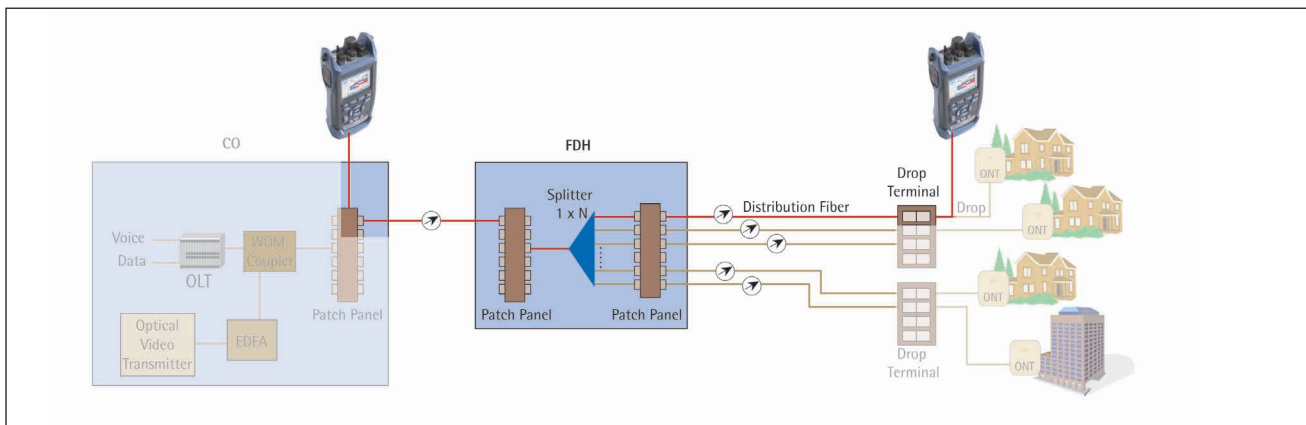 CO
FDH
Splitter
1 x N
Drop
Terminal
Distribution Fiber
Drop
ONT
ONT
Voice
Data
OLT
WDM
Coupler
Patch Panel
Patch Panel
Patch Panel
ONT
Optical
Video
Transmitter
EDFA
Drop
Terminal
ONT